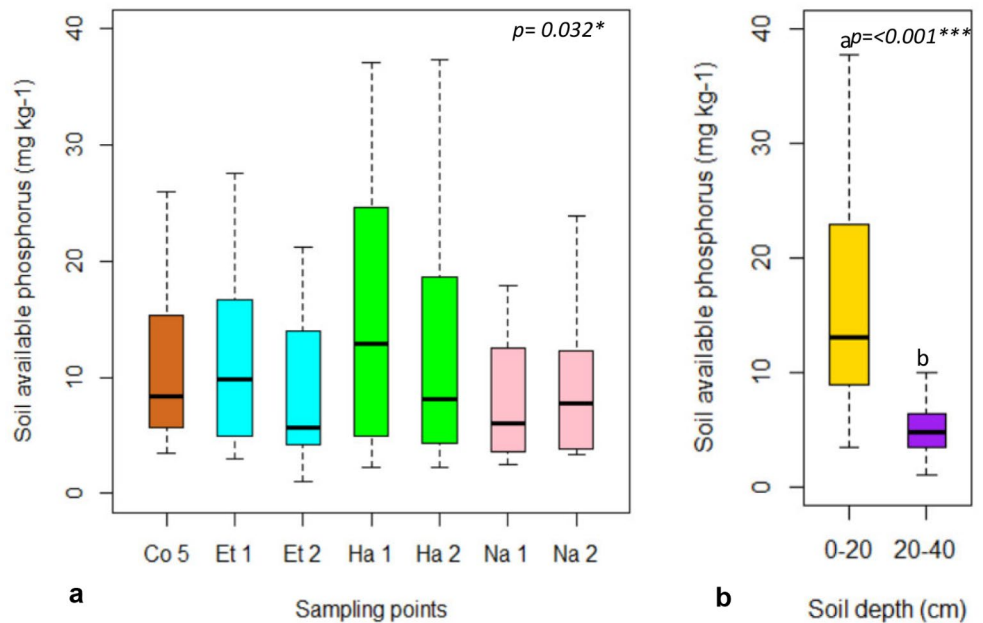 Soil available phosphorus (mg kg-1)
40
30
20
10
0
p= 0.032*
Co 5 Et 1 Et 2 Ha 1 Ha 2 Na 1 Na 2
a
Sampling points
Soil available phosphorus (mg kg-1)
40
30
20
10
0
a p=<0.001***
b
0-20 20-40
b
Soil depth (cm)